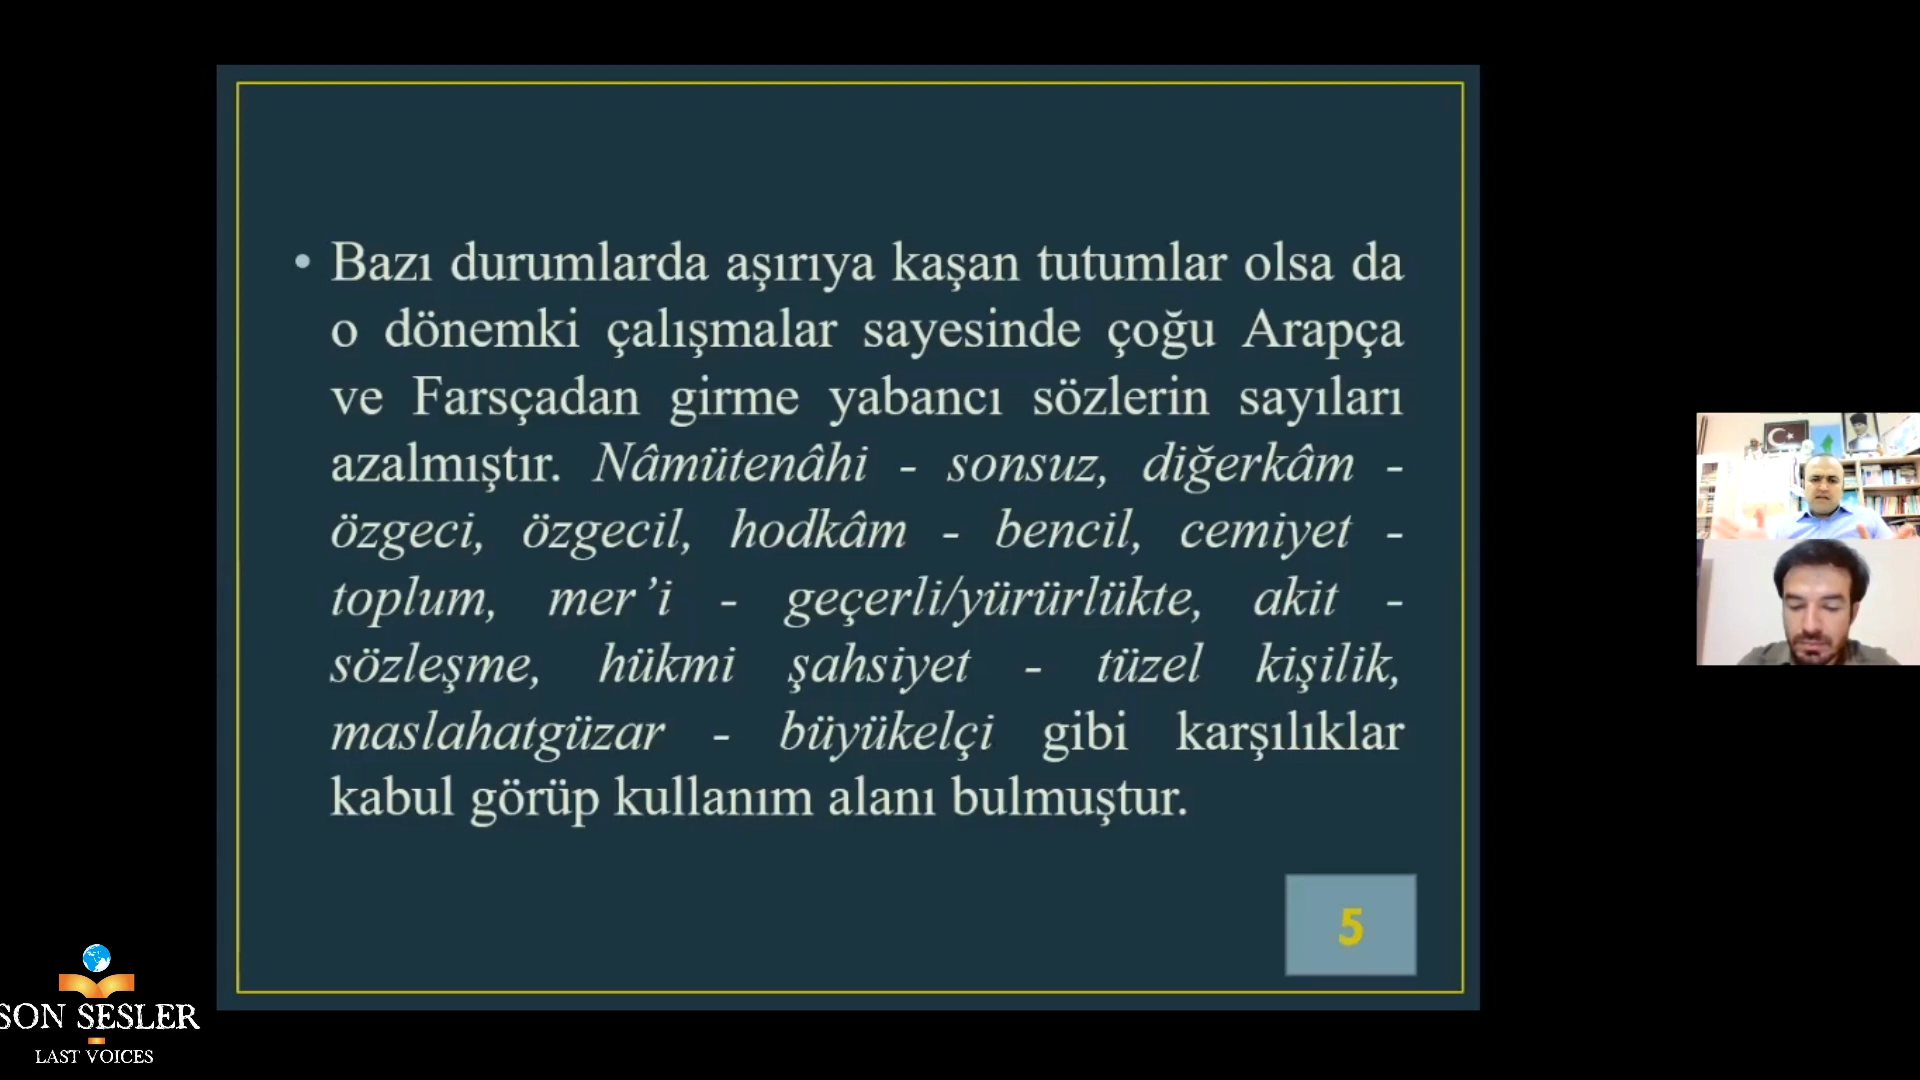 • Bazı durumlarda aşırıya kaşan tutumlar olsa da
o dönemki çalışmalar sayesinde çoğu Arapça
ve Farsçadan girme yabancı sözlerin sayıları
azalmıştır. Nâmütenâhi - sonsuz, diğerkâm -
özgeci, özgecil, hodkâm - bencil, cemiyet -
toplum, mer’i - geçerli/yürürlükte, akit -
sözleşme, hükmi şahsiyet - tüzel kişilik,
maslahatgüzar - büyükelçi gibi karşılıklar
kabul görüp kullanım alanı bulmuştur.
5
SON SESLER
LAST VOICES